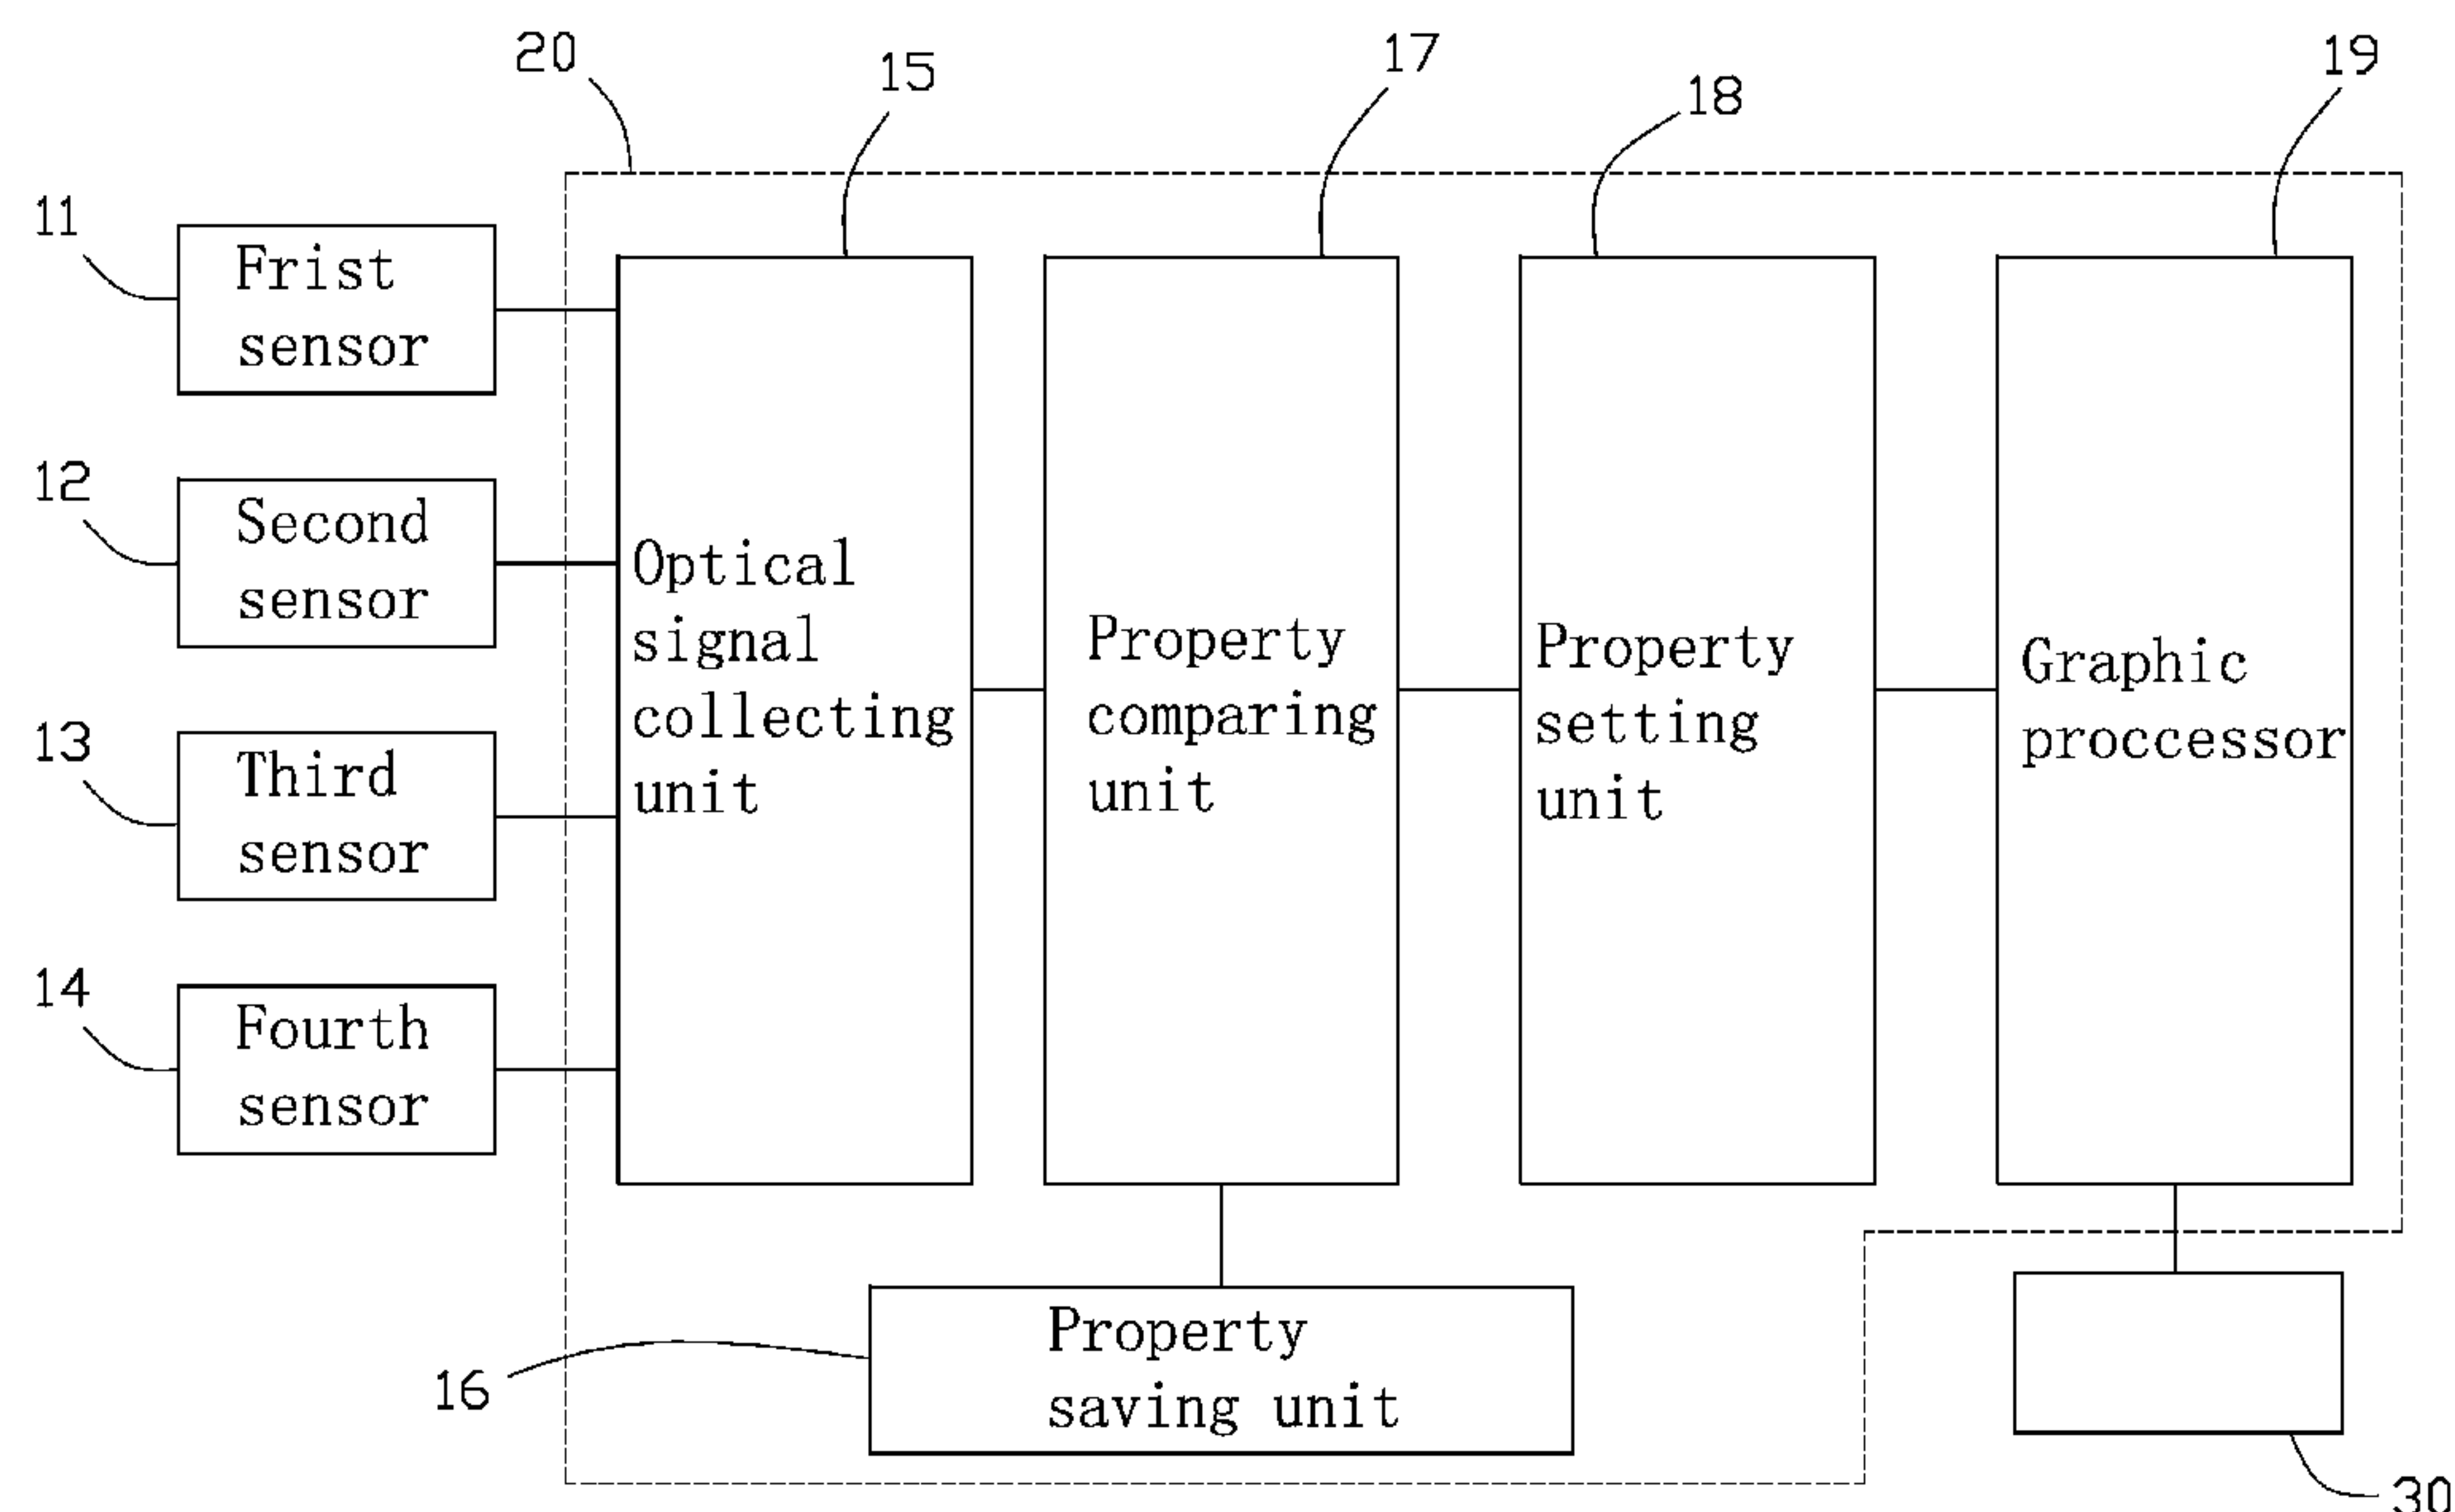 20
15
17
18
19
11
Frist
sensor
12
Second
sensor
13
Third
sensor
14
Fourth
sensor
Optical
signal
collecting
unit
Property
comparing
unit
Property
setting
unit
Graphic
proccessor
16
Property
saving unit
30